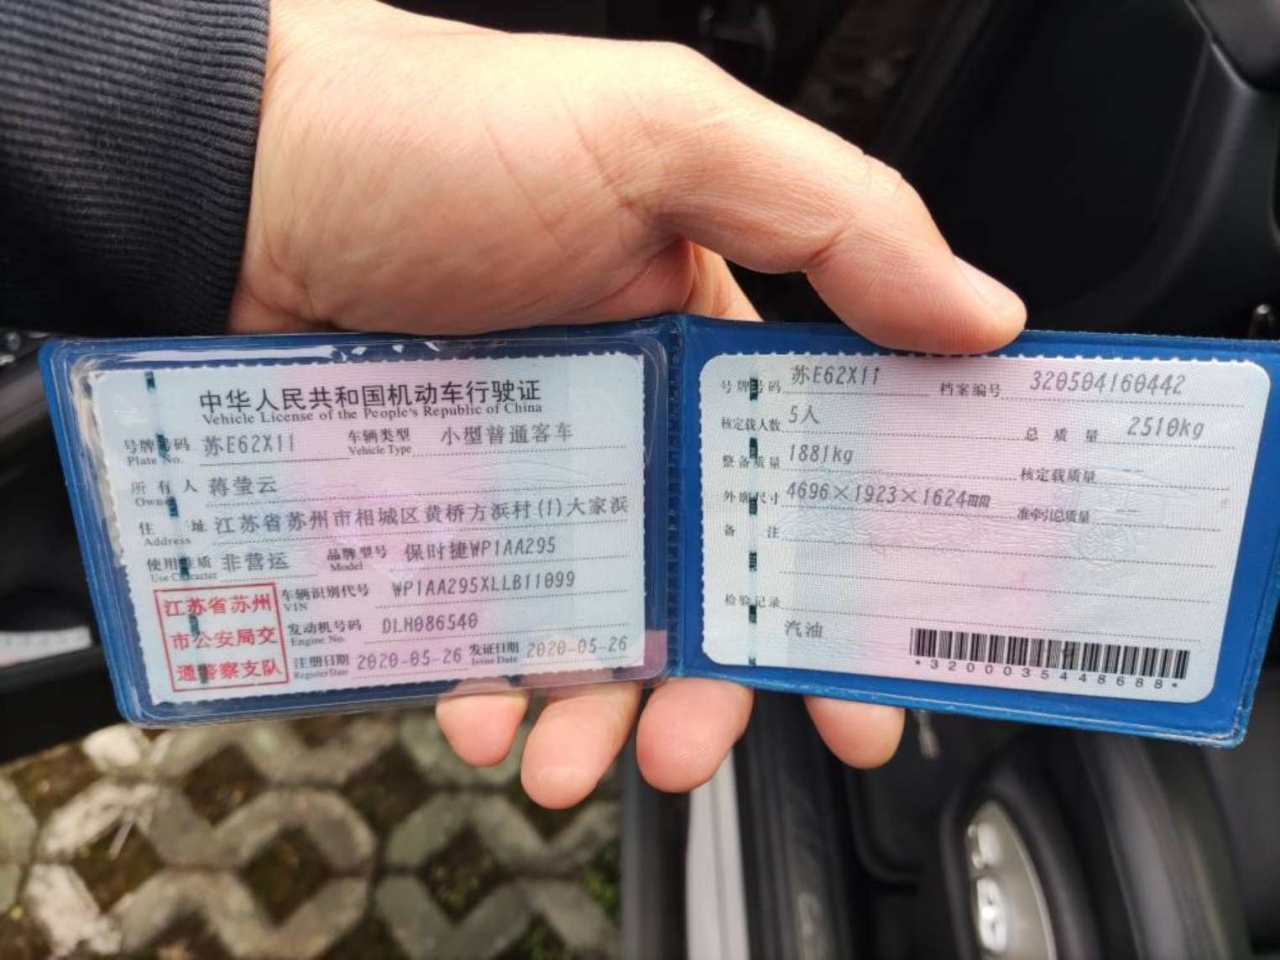 中华人民共和国机动车行驶证
Vehicle License of the People's Republic of China
号牌号码 苏E62X11 车辆类型 小型普通客车
Plate No. Vehicle Type
所有人 蒋莹云
Owner
住址 江苏省苏州市相城区黄桥方浜村(1)大家浜
Address
使用性质 非营运 品牌型号 保时捷WP1AA295
Use Character Model
江苏省苏州
市公安局交
通警察支队
车辆识别代号 WP1AA295XLLB11099
VIN
发动机号码 DLH086540
Engine No.
注册日期 2020-05-26 发证日期 2020-05-26
Register Date Issue Date
号牌号码 苏E62X11 档案编号 320504160442
核定载人数 5人 总质量 2510kg
整备质量 1881kg 核定载质量 --
外廓尺寸 4696×1923×1624mm 准牵引总质量 --
备注
检验记录
汽油
*3200035448688*